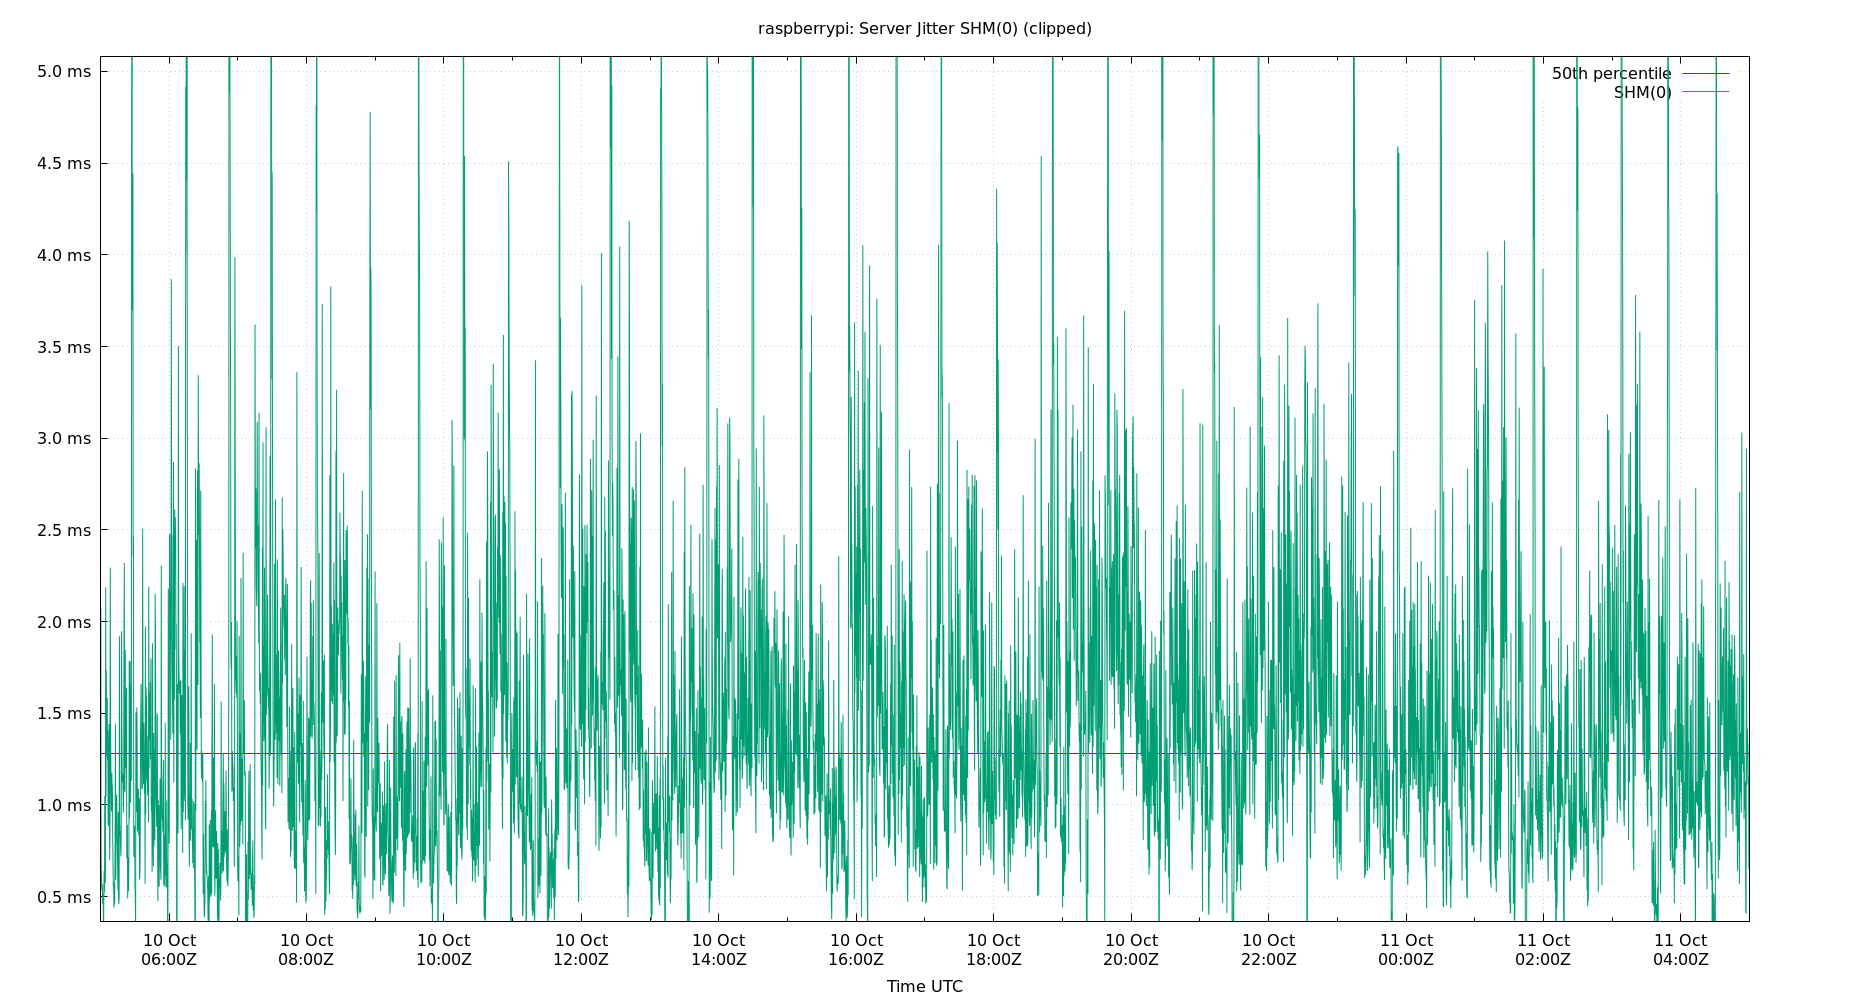 raspberrypi: Server Jitter SHM(0) (clipped)
5.0 ms
4.5 ms
4.0 ms
3.5 ms
3.0 ms
2.5 ms
2.0 ms
1.5 ms
1.0 ms
0.5 ms
50th percentile
SHM(0)
10 Oct 10 Oct 10 Oct 10 Oct 10 Oct 10 Oct 10 Oct 10 Oct 10 Oct 11 Oct 11 Oct 11 Oct
06:00Z 08:00Z 10:00Z 12:00Z 14:00Z 16:00Z 18:00Z 20:00Z 22:00Z 00:00Z 02:00Z 04:00Z
Time UTC